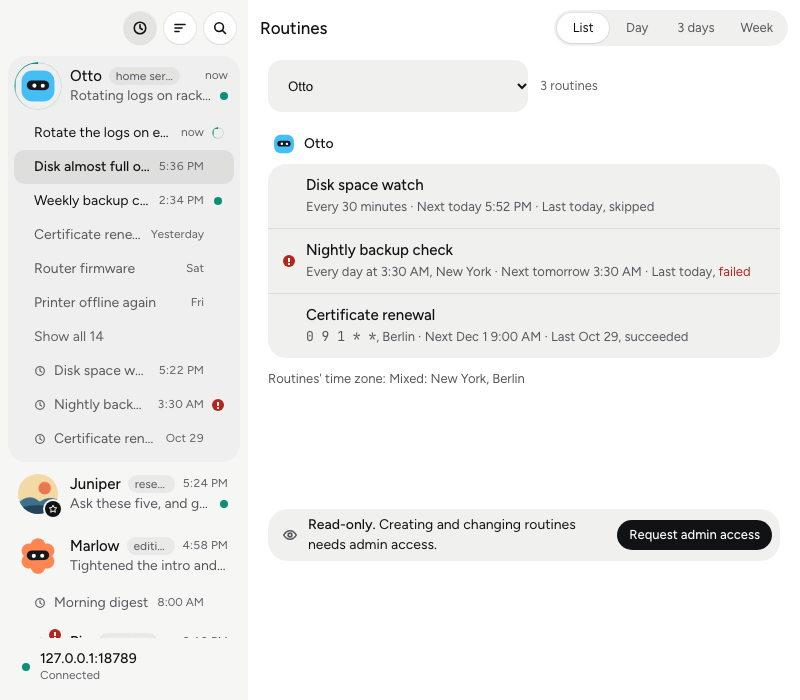 Otto home ser... now
Rotating logs on rack...
Rotate the logs on e... now
Disk almost full o... 5:36 PM
Weekly backup c... 2:34 PM
Certificate rene... Yesterday
Router firmware Sat
Printer offline again Fri
Show all 14
Disk space w... 5:22 PM
Nightly back... 3:30 AM
Certificate ren... Oct 29
Juniper rese... 5:24 PM
Ask these five, and g...
Marlow editi... 4:58 PM
Tightened the intro and...
Morning digest 8:00 AM
127.0.0.1:18789
Connected
Routines
List Day 3 days Week
Otto 3 routines
Otto
Disk space watch
Every 30 minutes · Next today 5:52 PM · Last today, skipped
Nightly backup check
Every day at 3:30 AM, New York · Next tomorrow 3:30 AM · Last today, failed
Certificate renewal
0 9 1 * *, Berlin · Next Dec 1 9:00 AM · Last Oct 29, succeeded
Routines' time zone: Mixed: New York, Berlin
Read-only. Creating and changing routines
needs admin access.
Request admin access